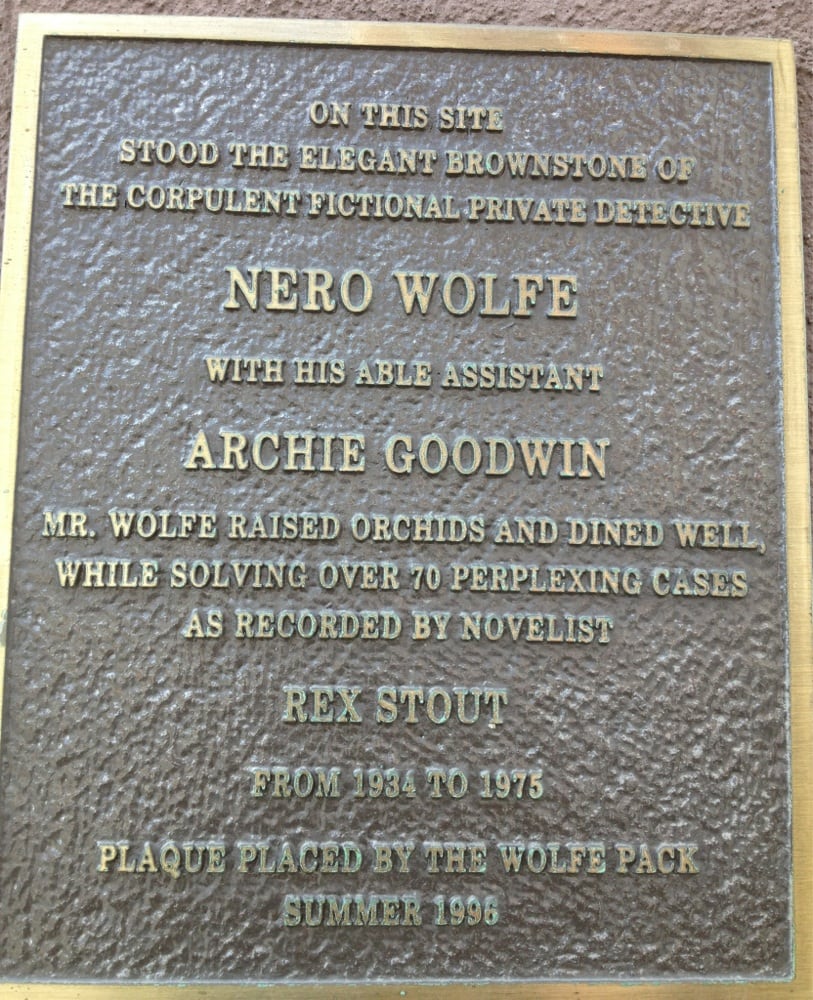 ON THIS SITE
STOOD THE ELEGANT BROWNSTONE OF
THE CORPULENT FICTIONAL PRIVATE DETECTIVE
NERO WOLFE
WITH HIS ABLE ASSISTANT
ARCHIE GOODWIN
MR. WOLFE RAISED ORCHIDS AND DINED WELL,
WHILE SOLVING OVER 70 PERPLEXING CASES
AS RECORDED BY NOVELIST
REX STOUT
FROM 1934 TO 1975
PLAQUE PLACED BY THE WOLFE PACK
SUMMER 1996